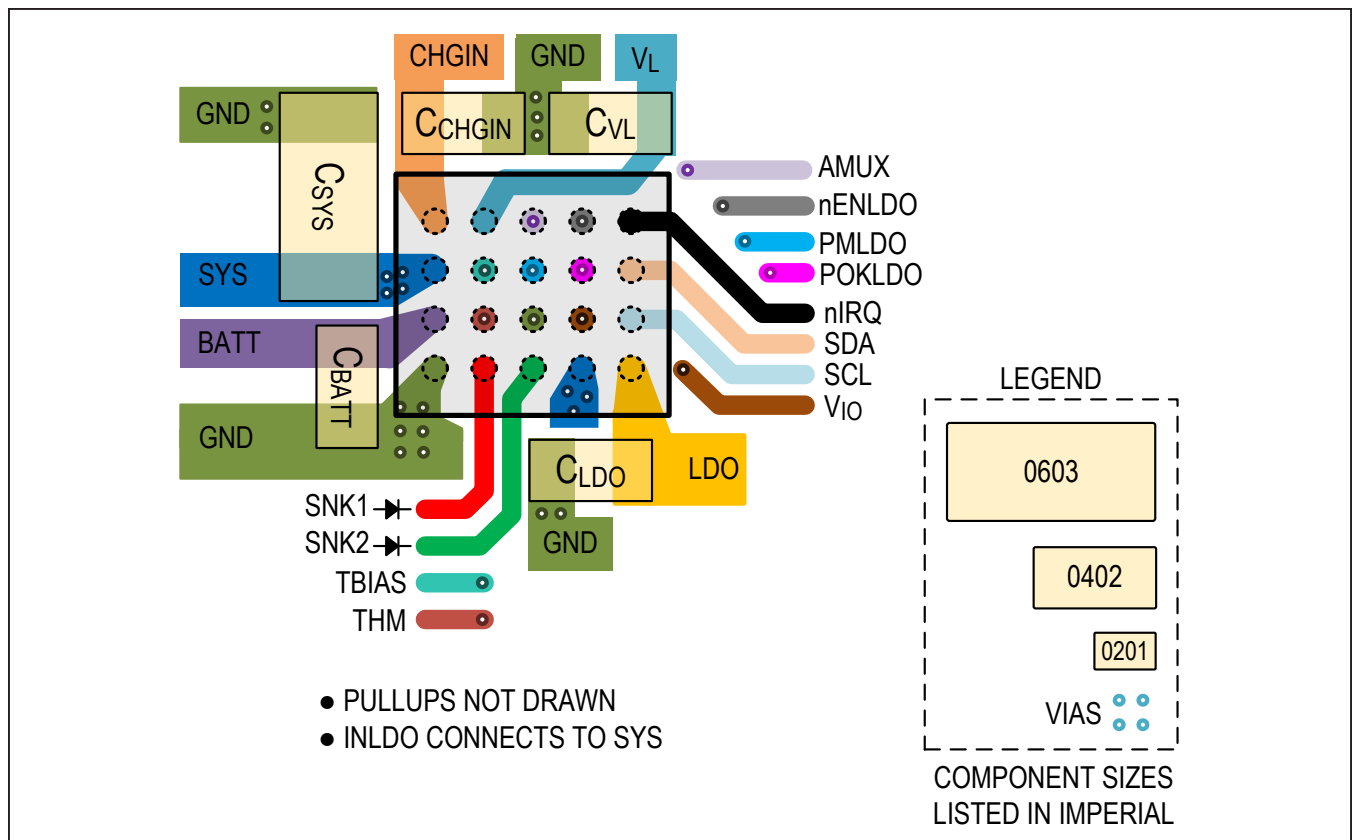 CHGIN
GND
VL
GND
CSYS
CCHGIN
CVL
AMUX
nENLDO
PMLDO
POKLDO
nIRQ
SDA
SCL
VIO
SYS
BATT
CBATT
GND
CLDO
LDO
GND
SNK1
SNK2
TBIAS
THM
● PULLUPS NOT DRAWN
● INLDO CONNECTS TO SYS
LEGEND
0603
0402
0201
VIAS
COMPONENT SIZES
LISTED IN IMPERIAL